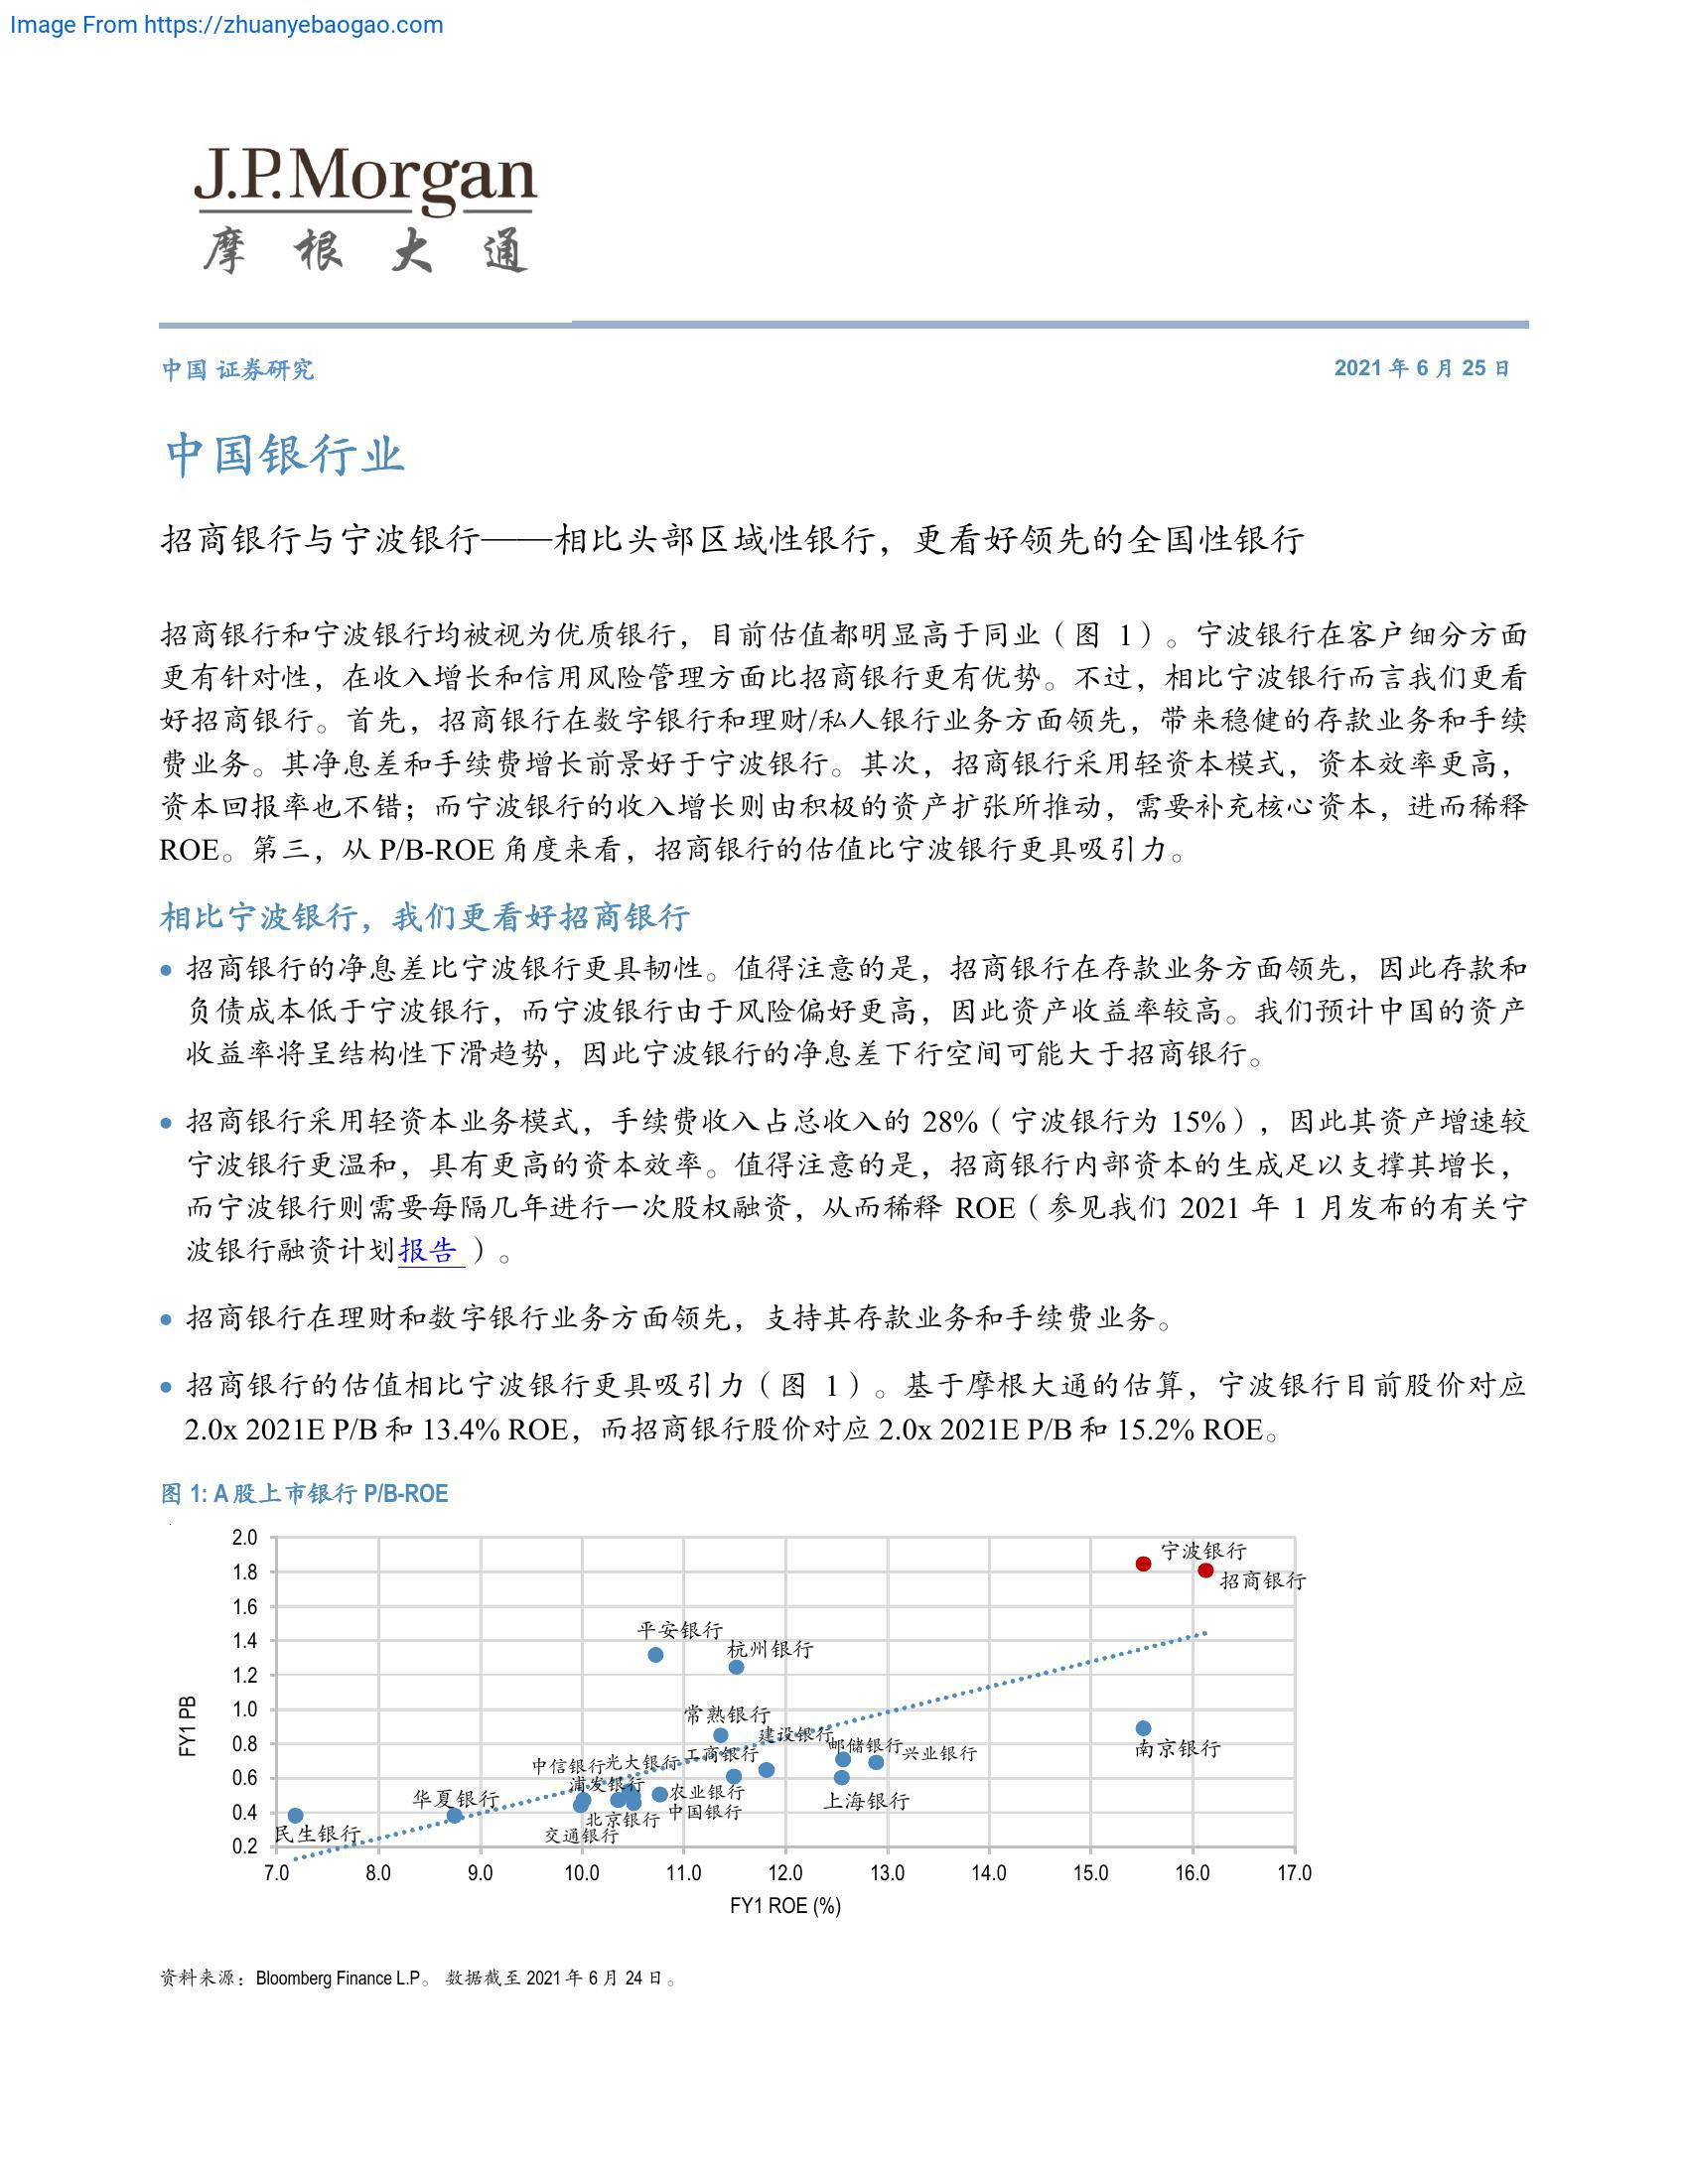 Image From https://zhuanyebaogao.com
J.P.Morgan
摩根大通
中国 证券研究
2021 年 6 月 25 日
中国银行业
招商银行与宁波银行——相比头部区域性银行，更看好领先的全国性银行
招商银行和宁波银行均被视为优质银行，目前估值都明显高于同业（图 1）。宁波银行在客户细分方面
更有针对性，在收入增长和信用风险管理方面比招商银行更有优势。不过，相比宁波银行而言我们更看
好招商银行。首先，招商银行在数字银行和理财/私人银行业务方面领先，带来稳健的存款业务和手续
费业务。其净息差和手续费增长前景好于宁波银行。其次，招商银行采用轻资本模式，资本效率更高，
资本回报率也不错；而宁波银行的收入增长则由积极的资产扩张所推动，需要补充核心资本，进而稀释
ROE。第三，从 P/B-ROE 角度来看，招商银行的估值比宁波银行更具吸引力。
相比宁波银行，我们更看好招商银行
• 招商银行的净息差比宁波银行更具韧性。值得注意的是，招商银行在存款业务方面领先，因此存款和
负债成本低于宁波银行，而宁波银行由于风险偏好更高，因此资产收益率较高。我们预计中国的资产
收益率将呈结构性下滑趋势，因此宁波银行的净息差下行空间可能大于招商银行。
• 招商银行采用轻资本业务模式，手续费收入占总收入的 28%（宁波银行为 15%），因此其资产增速较
宁波银行更温和，具有更高的资本效率。值得注意的是，招商银行内部资本的生成足以支撑其增长，
而宁波银行则需要每隔几年进行一次股权融资，从而稀释 ROE（参见我们 2021 年 1 月发布的有关宁
波银行融资计划报告 ）。
• 招商银行在理财和数字银行业务方面领先，支持其存款业务和手续费业务。
• 招商银行的估值相比宁波银行更具吸引力（图 1）。基于摩根大通的估算，宁波银行目前股价对应
2.0x 2021E P/B 和 13.4% ROE，而招商银行股价对应 2.0x 2021E P/B 和 15.2% ROE。
图 1: A 股上市银行 P/B-ROE
2.0
1.8
1.6
1.4
1.2
1.0
0.8
0.6
0.4
0.2
FY1 PB
宁波银行
招商银行
平安银行
杭州银行
常熟银行
建设银行
邮储银行
兴业银行
南京银行
中信银行
光大银行
工商银行
浦发银行
农业银行
华夏银行
上海银行
中国银行
北京银行
民生银行
交通银行
7.0 8.0 9.0 10.0 11.0 12.0 13.0 14.0 15.0 16.0 17.0
FY1 ROE (%)
资料来源：Bloomberg Finance L.P。 数据截至 2021 年 6 月 24 日。